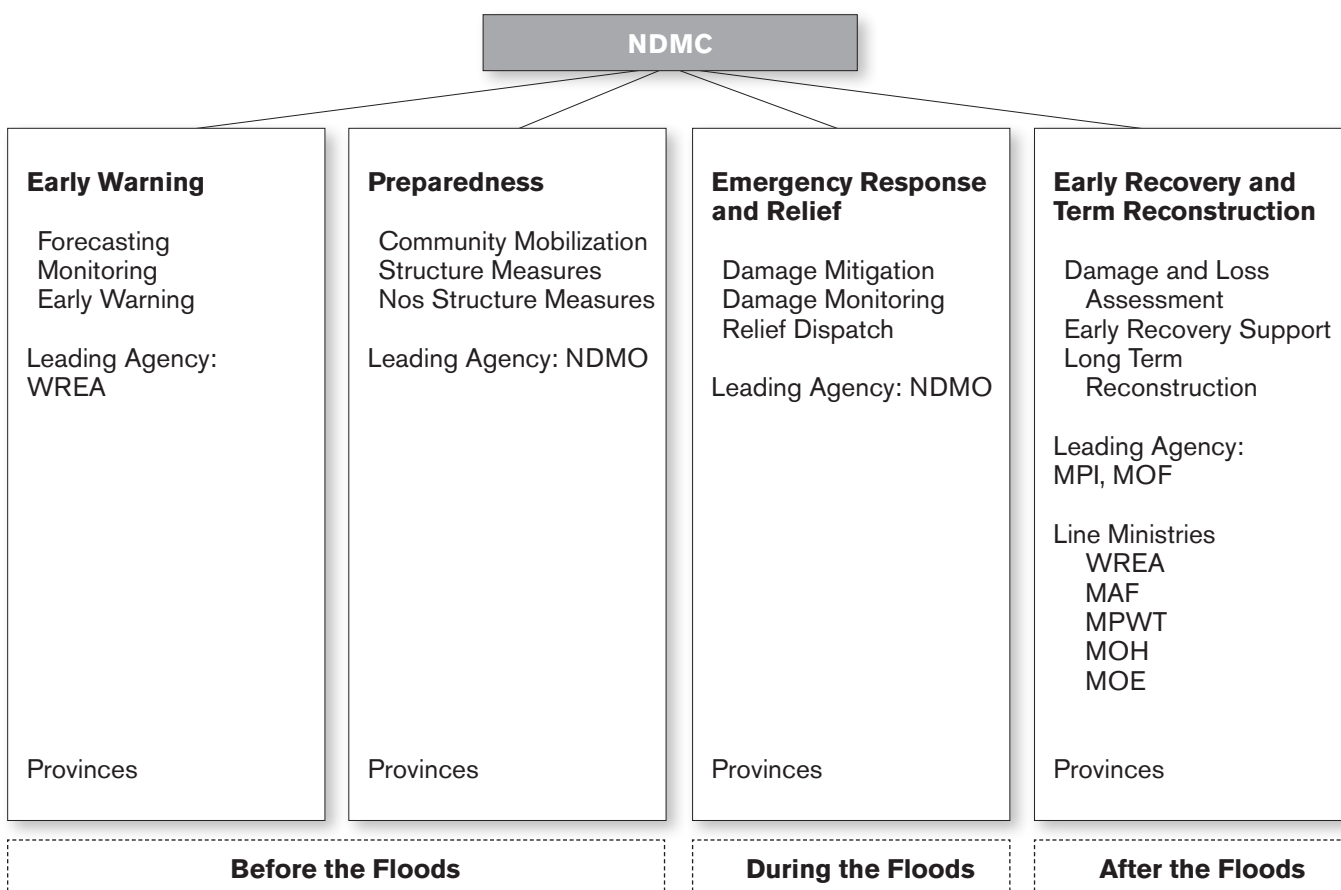 NDMC
Early Warning
Forecasting
Monitoring
Early Warning
Leading Agency:
WREA
Provinces
Preparedness
Community Mobilization
Structure Measures
Nos Structure Measures
Leading Agency: NDMO
Provinces
Emergency Response
and Relief
Damage Mitigation
Damage Monitoring
Relief Dispatch
Leading Agency: NDMO
Provinces
Early Recovery and
Term Reconstruction
Damage and Loss
Assessment
Early Recovery Support
Long Term
Reconstruction
Leading Agency:
MPI, MOF
Line Ministries
WREA
MAF
MPWT
MOH
MOE
Provinces
Before the Floods
During the Floods
After the Floods